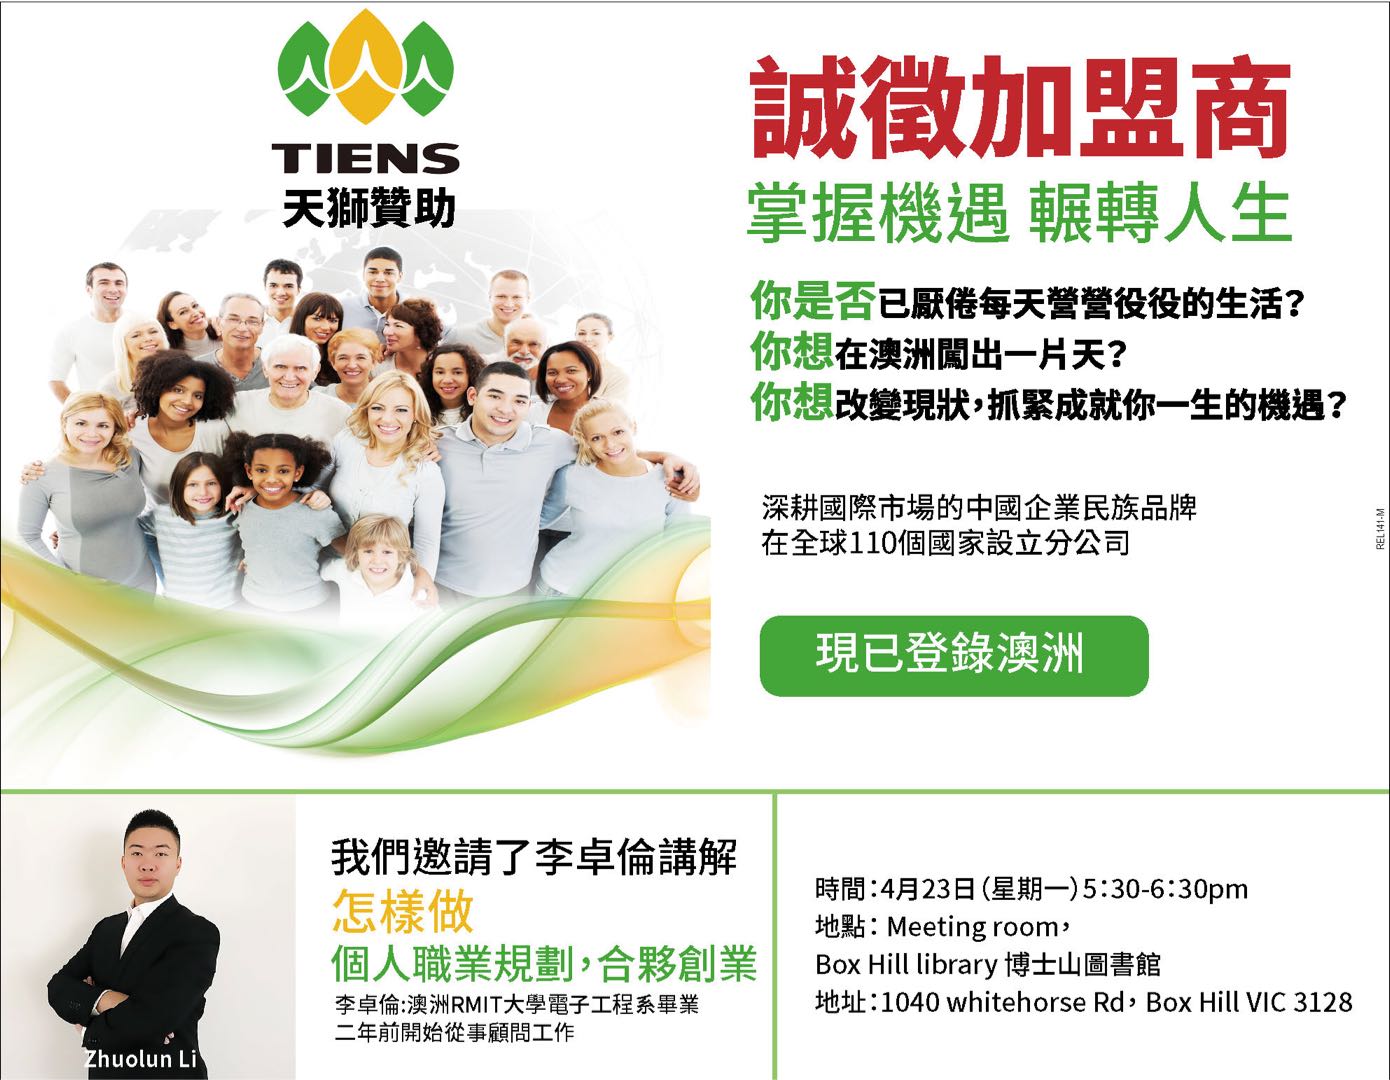 TIENS
天獅贊助
誠徵加盟商
掌握機遇 輾轉人生
你是否已厭倦每天營營役役的生活?
你想在澳洲闖出一片天?
你想改變現狀,抓緊成就你一生的機遇?
深耕國際市場的中國企業民族品牌
在全球110個國家設立分公司
REL141-M
現已登錄澳洲
Zhuolun Li
我們邀請了李卓倫講解
怎樣做
個人職業規劃,合夥創業
李卓倫:澳洲RMIT大學電子工程系畢業
二年前開始從事顧問工作
時間:4月23日(星期一)5:30-6:30pm
地點: Meeting room,
Box Hill library 博士山圖書館
地址:1040 whitehorse Rd, Box Hill VIC 3128